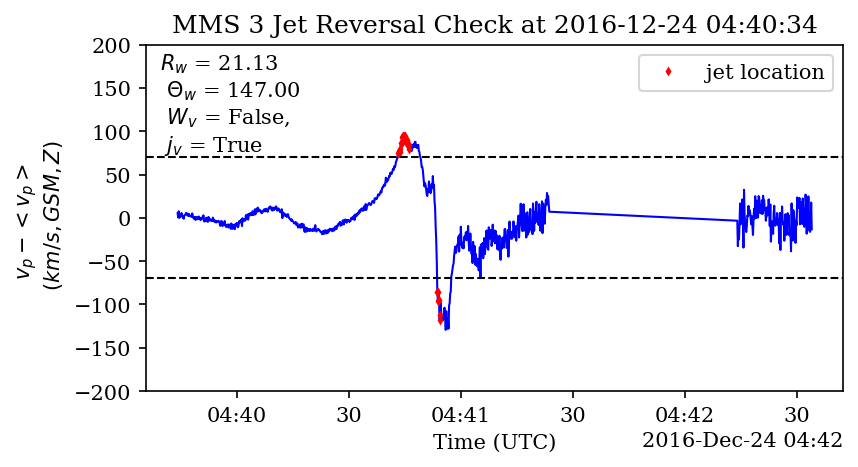 MMS 3 Jet Reversal Check at 2016-12-24 04:40:34
R_w = 21.13
Θ_w = 147.00
W_v = False,
j_v = True
jet location
200
150
100
50
0
−50
−100
−150
−200
v_p − < v_p >
(km/s, GSM, Z)
04:40
30
04:41
30
04:42
30
Time (UTC)
2016-Dec-24 04:42